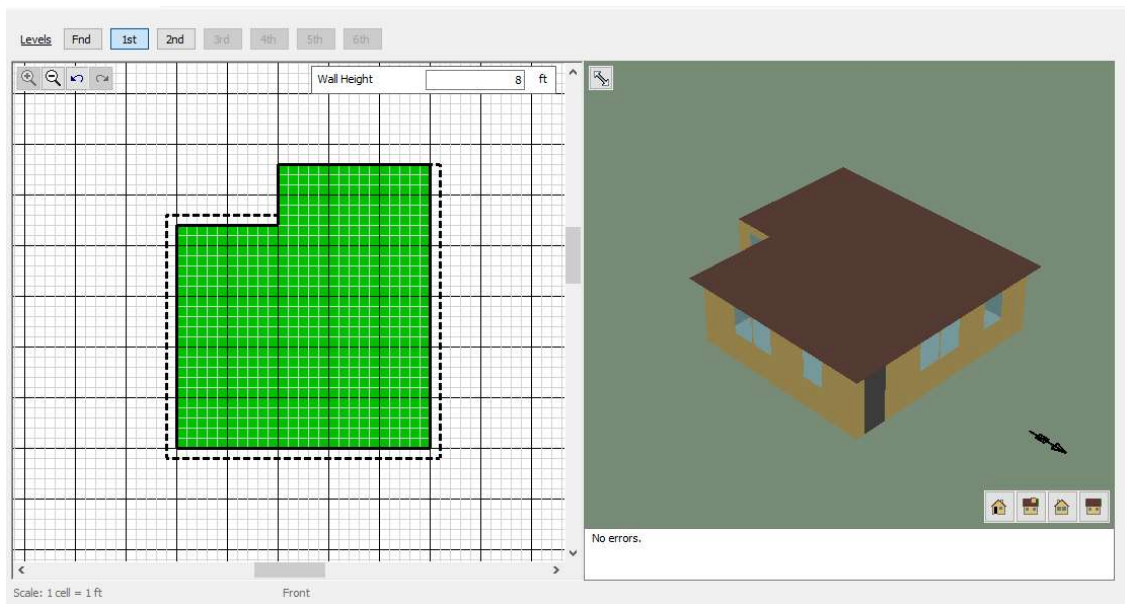 Levels Fnd 1st 2nd 3rd 4th 5th 6th
Wall Height 8 ft
No errors.
Scale: 1 cell = 1 ft Front